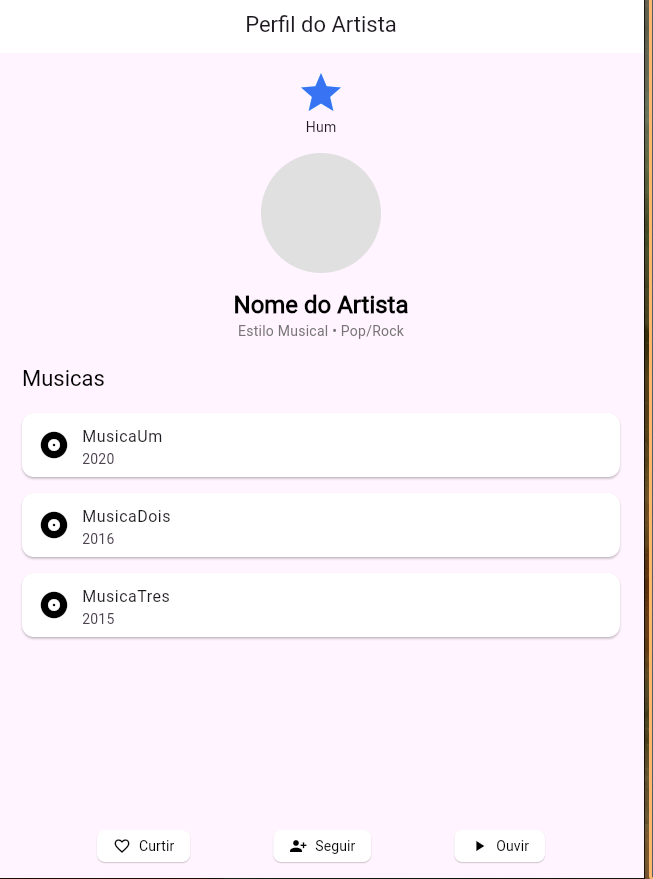 Perfil do Artista
Hum
Nome do Artista
Estilo Musical • Pop/Rock
Musicas
MusicaUm
2020
MusicaDois
2016
MusicaTres
2015
Curtir
Seguir
Ouvir